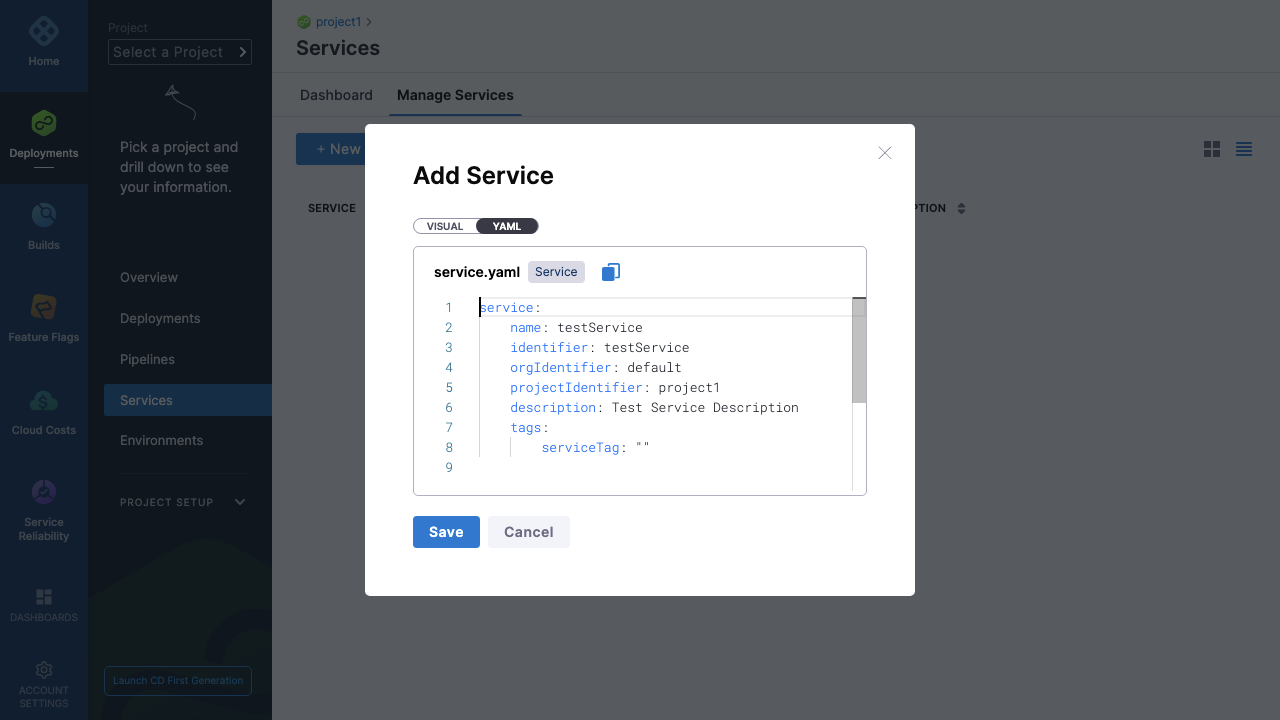 Home
Deployments
Builds
Feature Flags
Cloud Costs
Service
Reliability
DASHBOARDS
ACCOUNT
SETTINGS
Project
Select a Project
Pick a project and
drill down to see
your information.
Overview
Deployments
Pipelines
Services
Environments
PROJECT SETUP
Launch CD First Generation
project1
Services
Dashboard
Manage Services
+ New
SERVICE
PTION
Add Service
VISUAL
YAML
service.yaml
Service
1 service:
2 name: testService
3 identifier: testService
4 orgIdentifier: default
5 projectIdentifier: project1
6 description: Test Service Description
7 tags:
8 serviceTag: ""
9
Save
Cancel